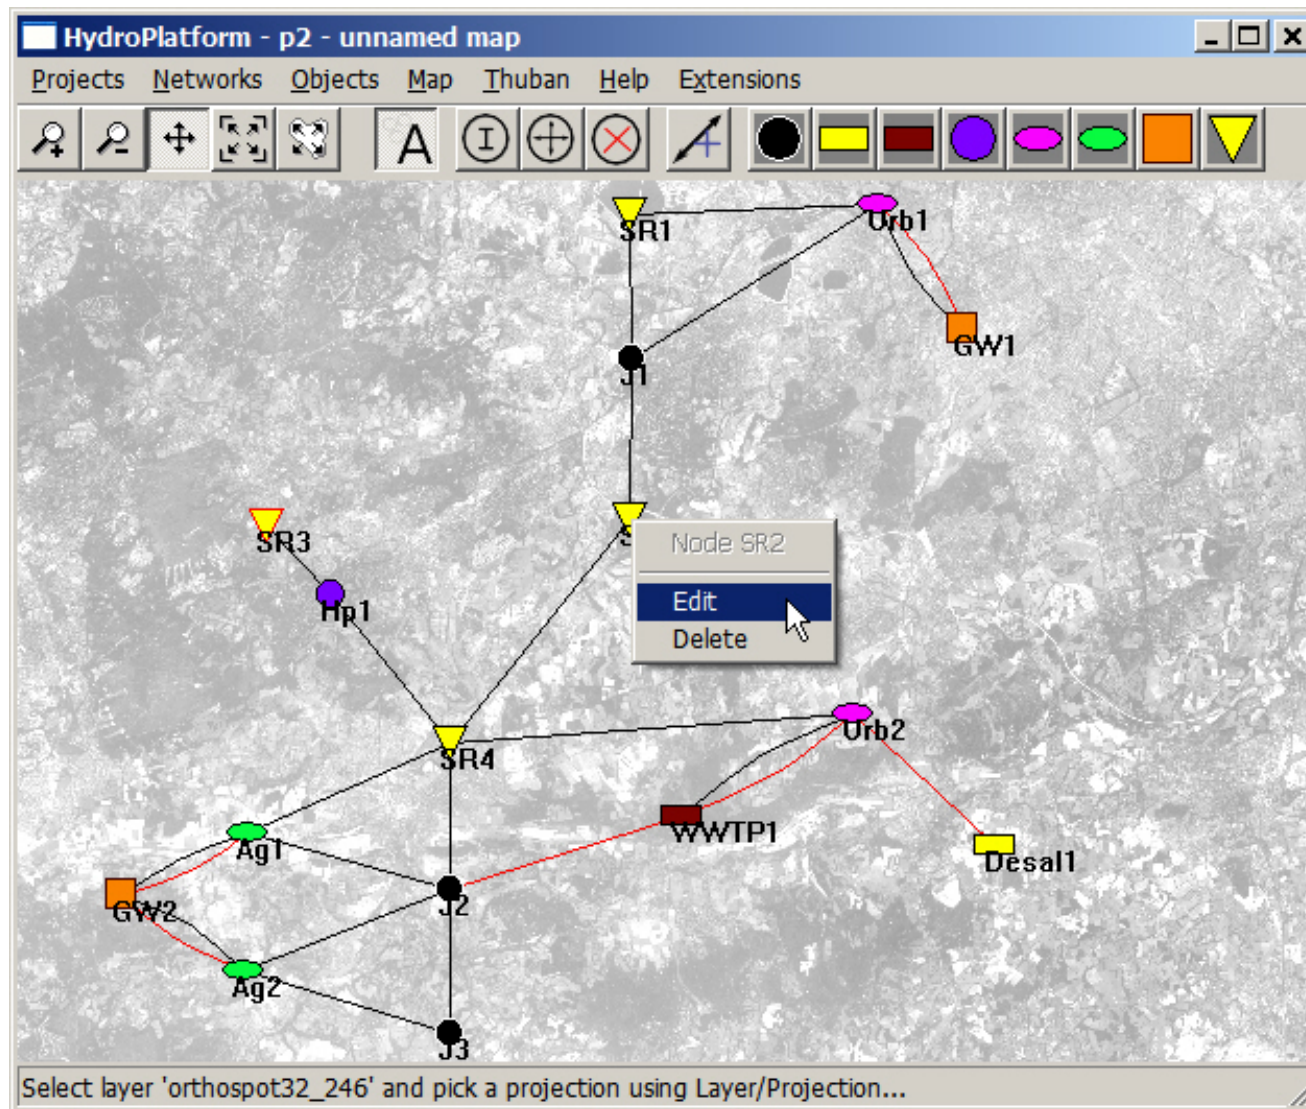 HydroPlatform - p2 - unnamed map
Projects Networks Objects Map Thuban Help Extensions
A I
SR1
Urb1
GW1
J1
SR3
Node SR2
Edit
Delete
Hp1
SR4
Urb2
WWTP1
Desal1
Ag1
GW2
J2
Ag2
J3
Select layer 'orthospot32_246' and pick a projection using Layer/Projection...